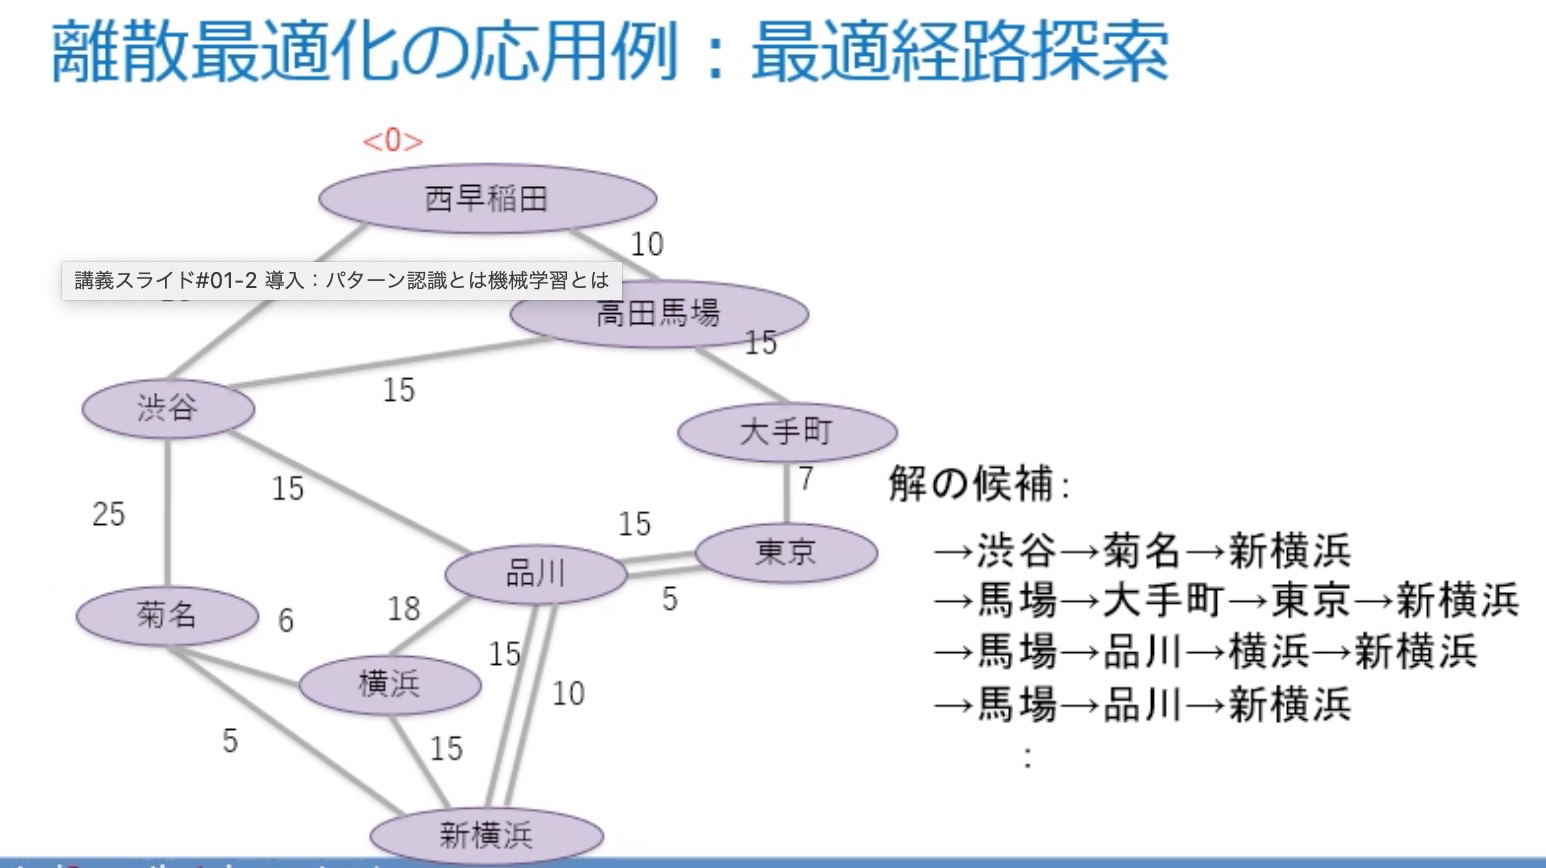 離散最適化の応用例：最適経路探索
<0>
西早稲田
10
講義スライド#01-2 導入：パターン認識とは機械学習とは
高田馬場
15
15
渋谷
大手町
7
解の候補：
15
25
15
→渋谷→菊名→新横浜
東京
品川
5
→馬場→大手町→東京→新横浜
菊名
6
18
15
→馬場→品川→横浜→新横浜
横浜
10
→馬場→品川→新横浜
5
15
：
新横浜